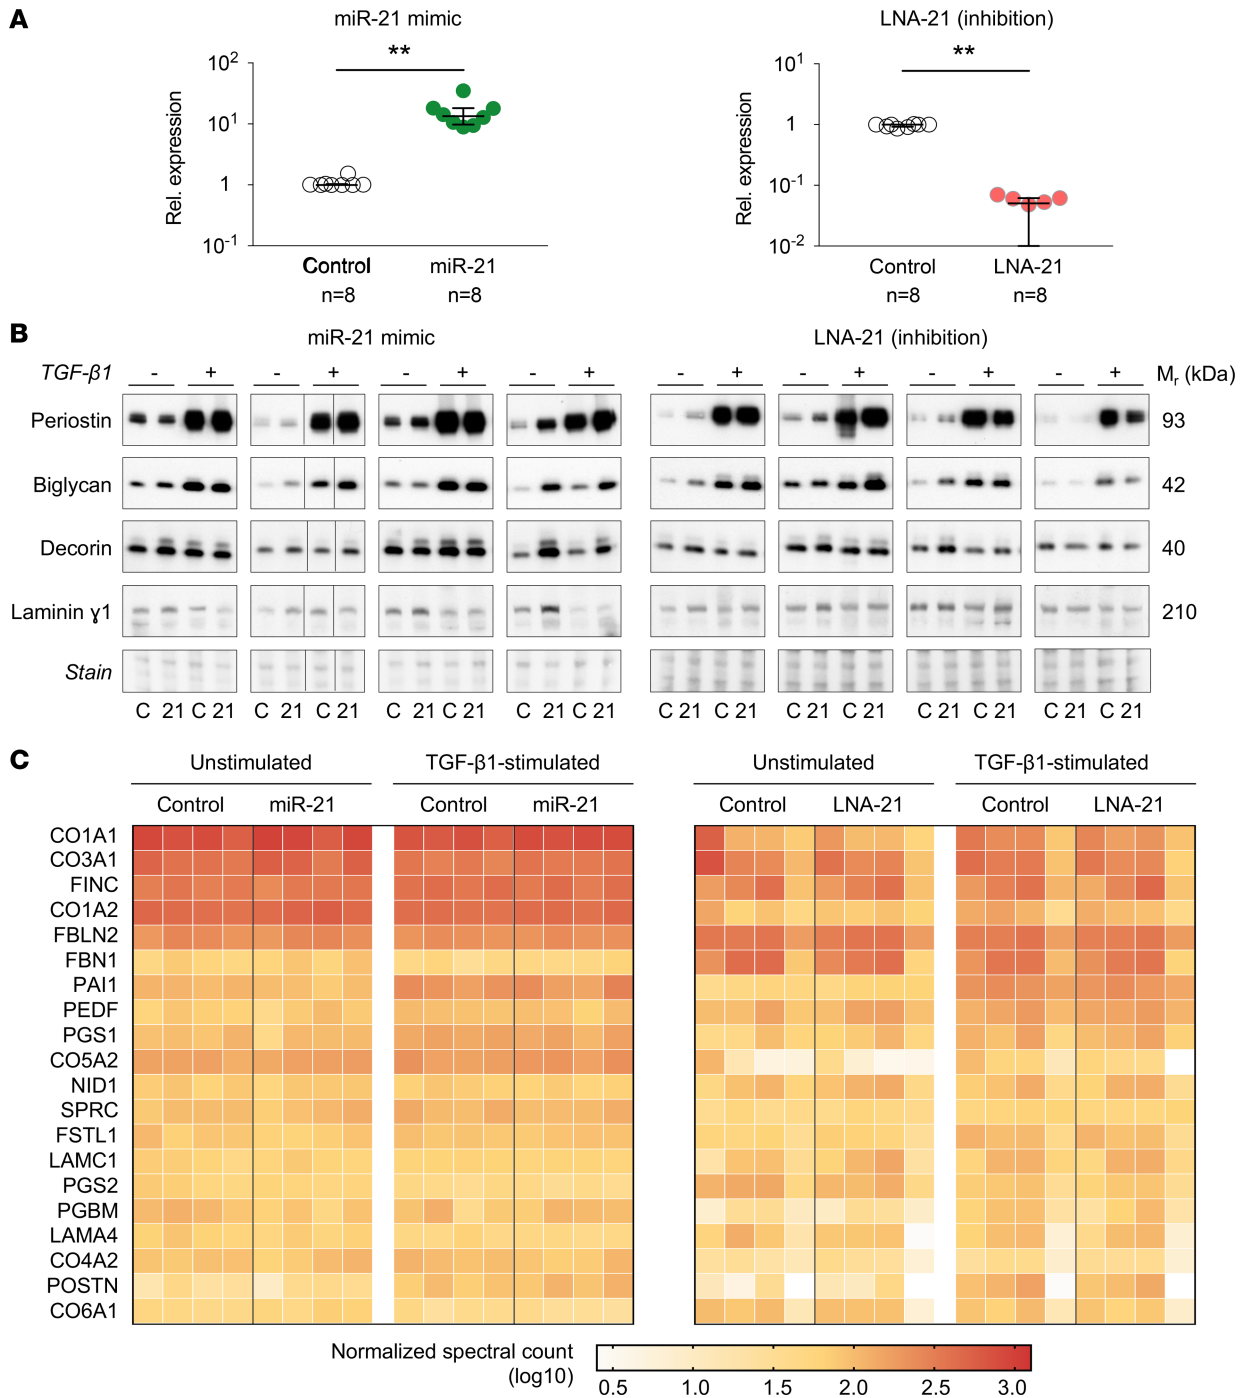 A
miR-21 mimic
LNA-21 (inhibition)
**
**
Rel. expression
10²
10¹
1
10⁻¹
Rel. expression
10¹
1
10⁻¹
10⁻²
Control
miR-21
Control
LNA-21
n=8
n=8
n=8
n=8
B
miR-21 mimic
LNA-21 (inhibition)
TGF-β1
- + - + - + - + - + - + - + - +
Mᵣ (kDa)
Periostin
93
Biglycan
42
Decorin
40
Laminin ɣ1
210
Stain
C 21 C 21 C 21 C 21 C 21 C 21 C 21 C 21 C 21 C 21 C 21 C 21 C 21 C 21 C 21 C 21
C
Unstimulated
TGF-β1-stimulated
Unstimulated
TGF-β1-stimulated
Control
miR-21
Control
miR-21
Control
LNA-21
Control
LNA-21
CO1A1
CO3A1
FINC
CO1A2
FBLN2
FBN1
PAI1
PEDF
PGS1
CO5A2
NID1
SPRC
FSTL1
LAMC1
PGS2
PGBM
LAMA4
CO4A2
POSTN
CO6A1
Normalized spectral count
(log10)
0.5 1.0 1.5 2.0 2.5 3.0